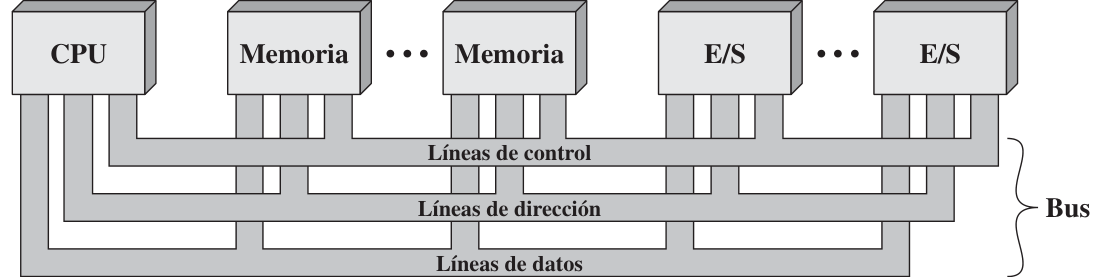 CPU
Memoria
•••
Memoria
E/S
•••
E/S
Líneas de control
Líneas de dirección
Bus
Líneas de datos